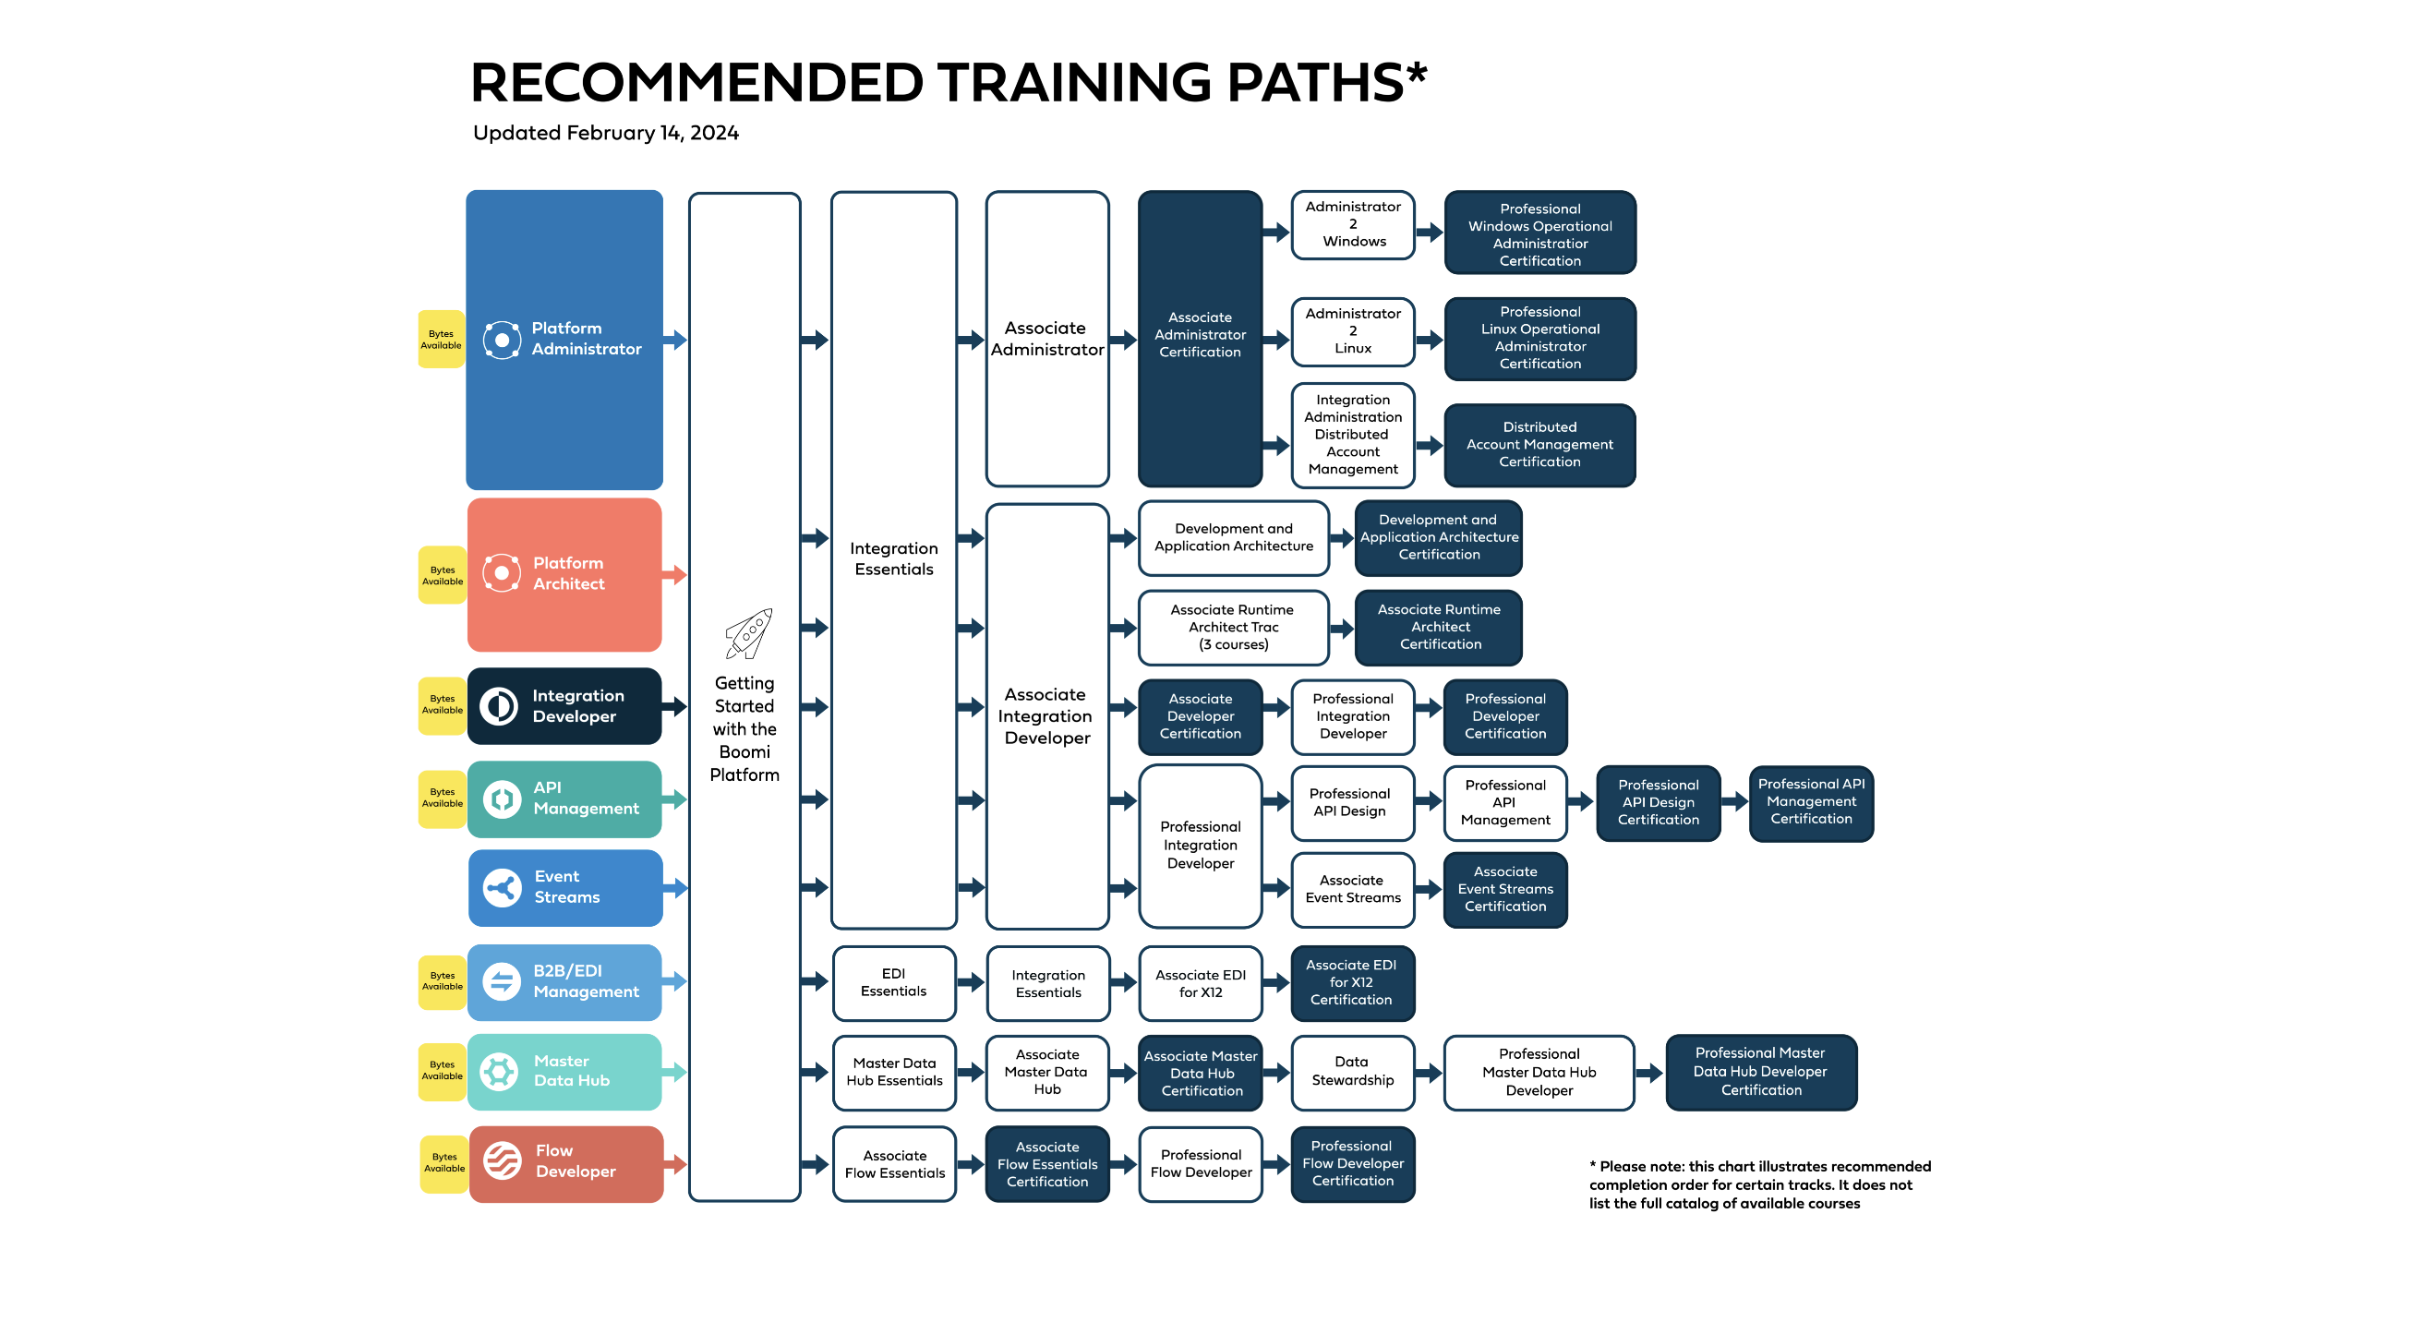 RECOMMENDED TRAINING PATHS*
Updated February 14, 2024
Bytes
Available
Platform
Administrator
Getting
Started
with the
Boomi
Platform
Integration
Essentials
Associate
Administrator
Associate
Administrator
Certification
Administrator
2
Windows
Professional
Windows Operational
Administratior
Certification
Administrator
2
Linux
Professional
Linux Operational
Administrator
Certification
Integration
Administration
Distributed
Account
Management
Distributed
Account Management
Certification
Bytes
Available
Platform
Architect
Associate
Integration
Developer
Development and
Application Architecture
Development and
Application Architecture
Certification
Associate Runtime
Architect Trac
(3 courses)
Associate Runtime
Architect
Certification
Bytes
Available
Integration
Developer
Associate
Developer
Certification
Professional
Integration
Developer
Professional
Developer
Certification
Bytes
Available
API
Management
Professional
Integration
Developer
Professional
API Design
Professional
API
Management
Professional
API Design
Certification
Professional API
Management
Certification
Event
Streams
Associate
Event Streams
Associate
Event Streams
Certification
Bytes
Available
B2B/EDI
Management
EDI
Essentials
Integration
Essentials
Associate EDI
for X12
Associate EDI
for X12
Certification
Bytes
Available
Master
Data Hub
Master Data
Hub Essentials
Associate
Master Data
Hub
Associate Master
Data Hub
Certification
Data
Stewardship
Professional
Master Data Hub
Developer
Professional Master
Data Hub Developer
Certification
Bytes
Available
Flow
Developer
Associate
Flow Essentials
Associate
Flow Essentials
Certification
Professional
Flow Developer
Professional
Flow Developer
Certification
* Please note: this chart illustrates recommended
completion order for certain tracks. It does not
list the full catalog of available courses